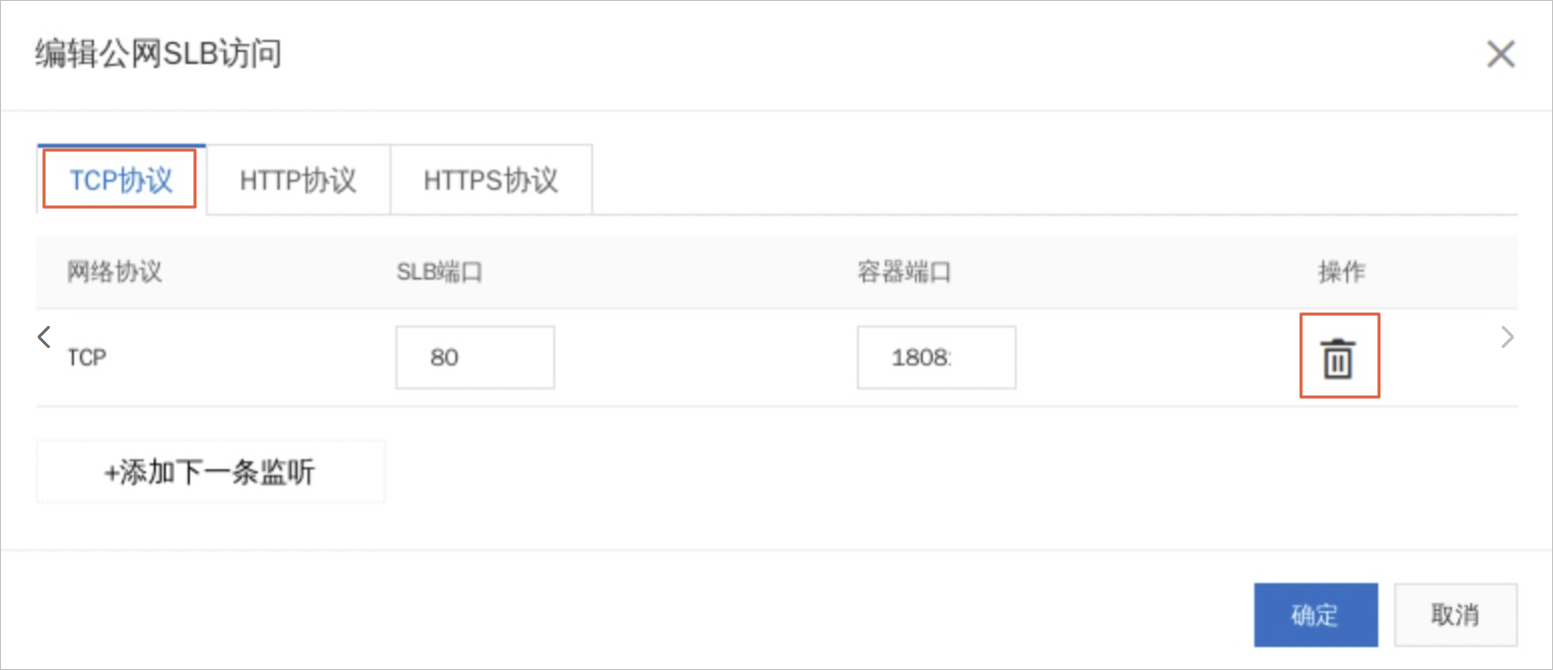 编辑公网SLB访问
TCP协议 HTTP协议 HTTPS协议
网络协议 SLB端口 容器端口 操作
TCP 80 1808
+添加下一条监听
确定 取消